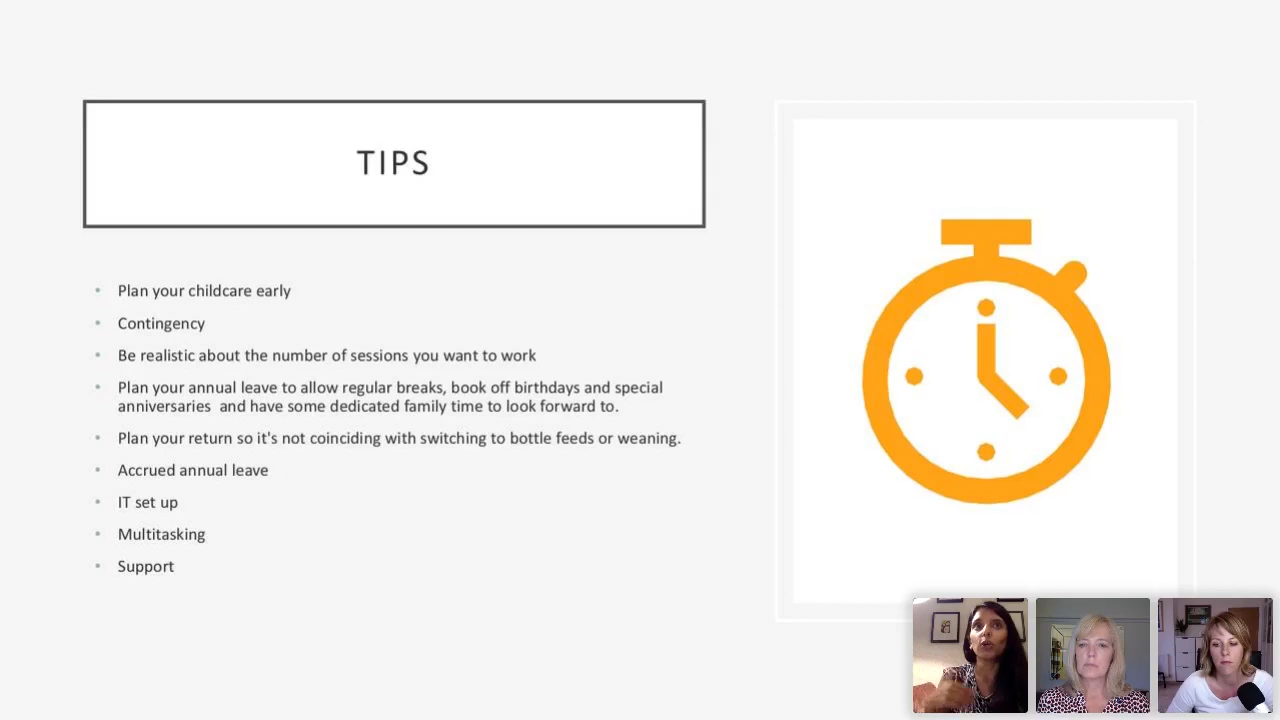 TIPS
• Plan your childcare early
• Contingency
• Be realistic about the number of sessions you want to work
• Plan your annual leave to allow regular breaks, book off birthdays and special
anniversaries  and have some dedicated family time to look forward to.
• Plan your return so it's not coinciding with switching to bottle feeds or weaning.
• Accrued annual leave
• IT set up
• Multitasking
• Support